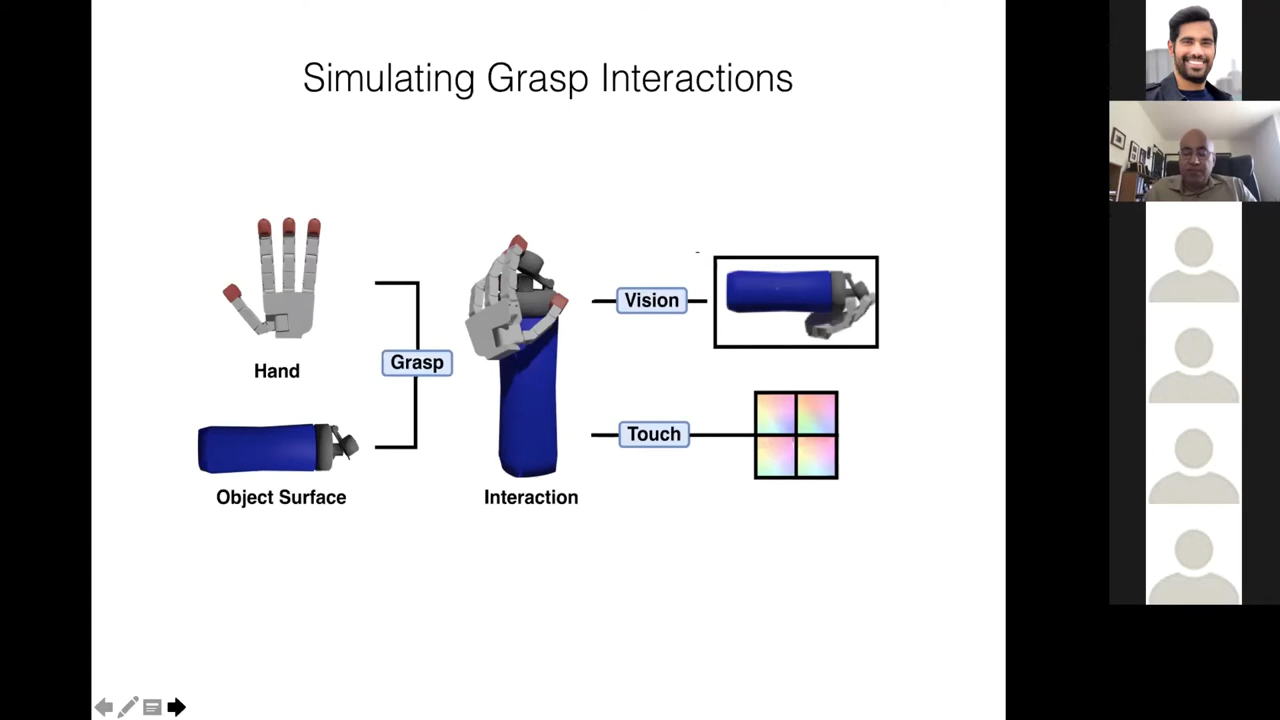 Simulating Grasp Interactions
Hand
Grasp
Object Surface
Interaction
Vision
Touch